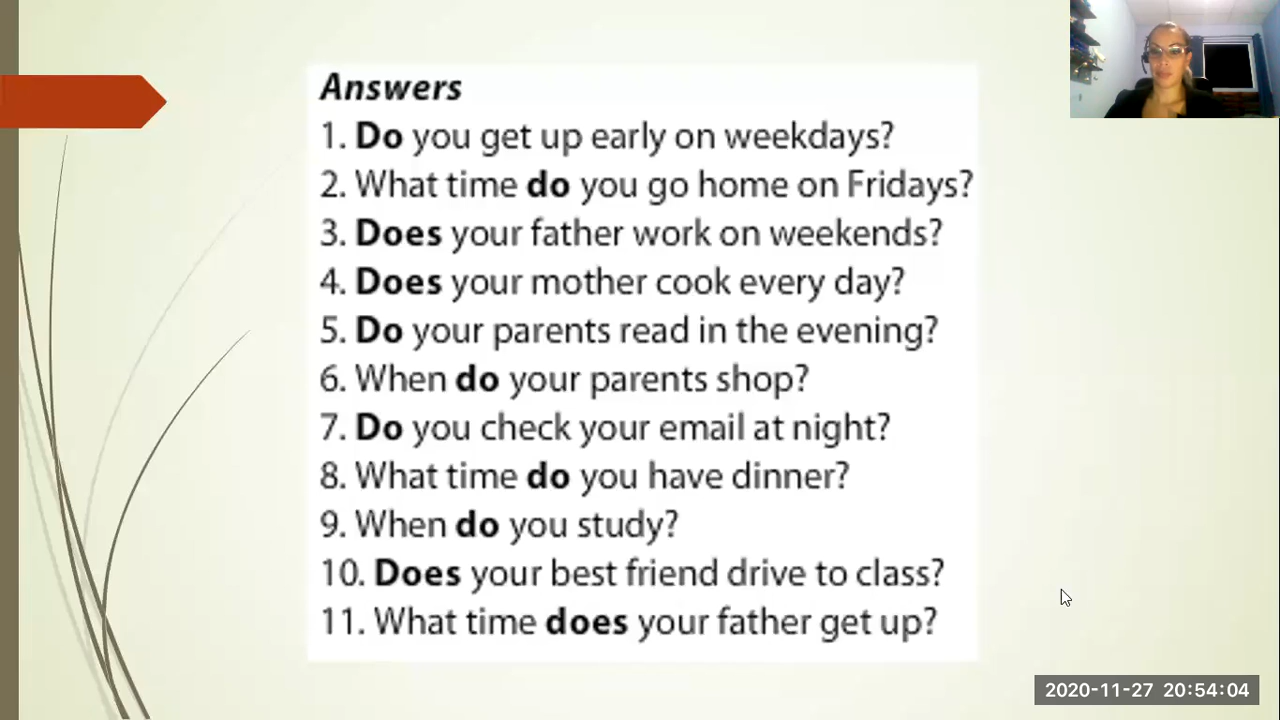 Answers
1. Do you get up early on weekdays?
2. What time do you go home on Fridays?
3. Does your father work on weekends?
4. Does your mother cook every day?
5. Do your parents read in the evening?
6. When do your parents shop?
7. Do you check your email at night?
8. What time do you have dinner?
9. When do you study?
10. Does your best friend drive to class?
11. What time does your father get up?
2020-11-27 20:54:04